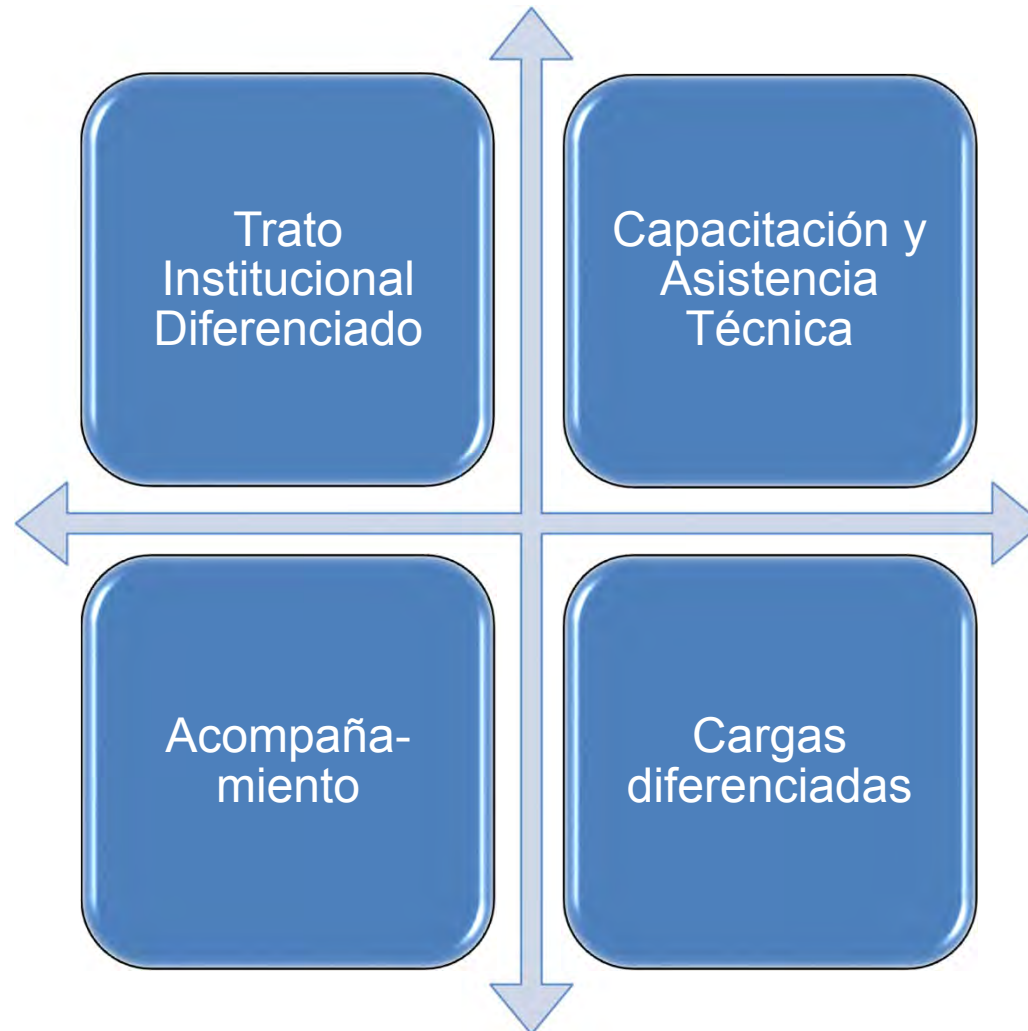 Trato
Institucional
Diferenciado
Capacitación y
Asistencia
Técnica
Acompaña-
miento
Cargas
diferenciadas